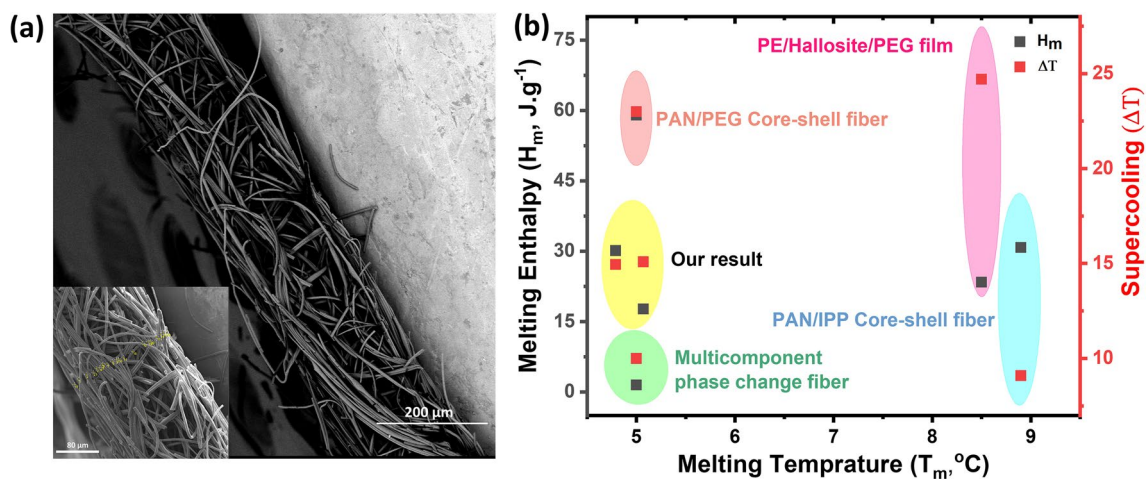 (a)
200 µm
80 µm
(b)
Melting Enthalpy (Hm, J.g-1)
75
60
45
30
15
0
PE/Hallosite/PEG film
Hm
ΔT
PAN/PEG Core-shell fiber
Our result
PAN/IPP Core-shell fiber
Multicomponent
phase change fiber
25
20
15
10
Supercooling (ΔT)
5
6
7
8
9
Melting Temprature (Tm,oC)